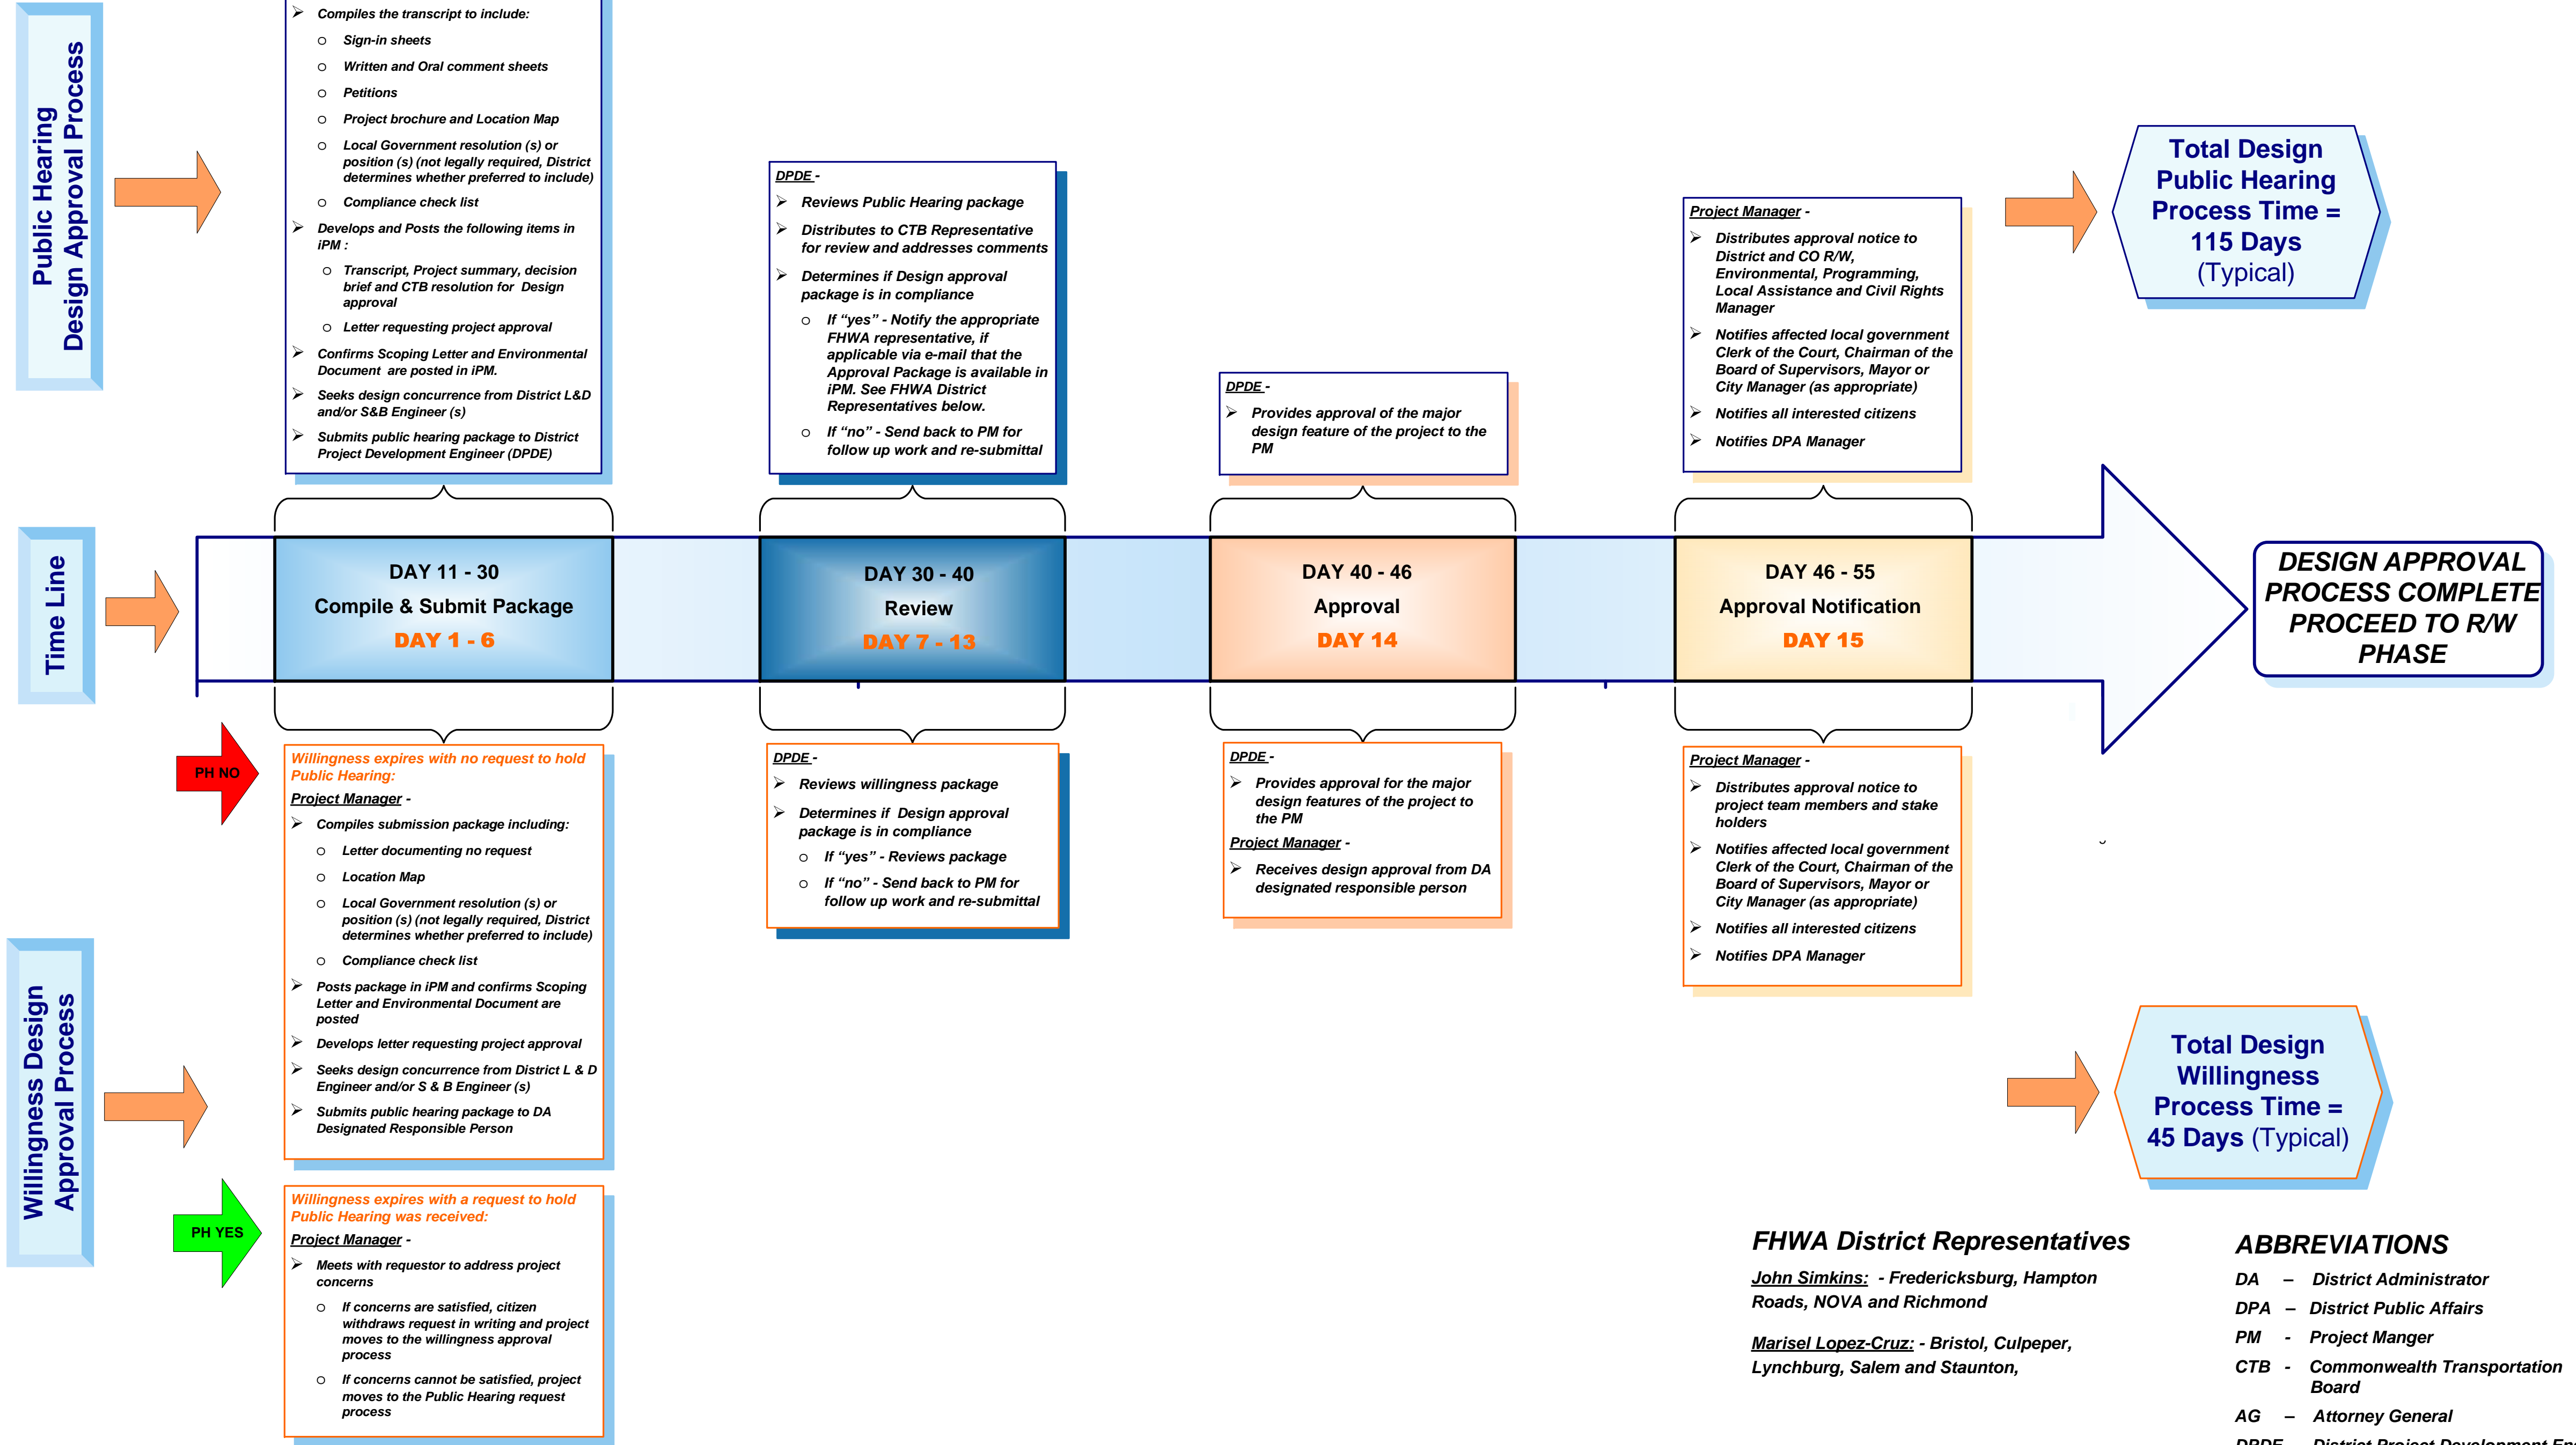 Public Hearing
Design Approval Process
➢ Compiles the transcript to include:
o Sign-in sheets
o Written and Oral comment sheets
o Petitions
o Project brochure and Location Map
o Local Government resolution (s) or
position (s) (not legally required, District
determines whether preferred to include)
o Compliance check list
➢ Develops and Posts the following items in
iPM :
o Transcript, Project summary, decision
brief and CTB resolution for Design
approval
o Letter requesting project approval
➢ Confirms Scoping Letter and Environmental
Document are posted in iPM.
➢ Seeks design concurrence from District L&D
and/or S&B Engineer (s)
➢ Submits public hearing package to District
Project Development Engineer (DPDE)
DPDE -
➢ Reviews Public Hearing package
➢ Distributes to CTB Representative
for review and addresses comments
➢ Determines if Design approval
package is in compliance
o If “yes” - Notify the appropriate
FHWA representative, if
applicable via e-mail that the
Approval Package is available in
iPM. See FHWA District
Representatives below.
o If “no” - Send back to PM for
follow up work and re-submittal
DPDE -
➢ Provides approval of the major
design feature of the project to the
PM
Project Manager -
➢ Distributes approval notice to
District and CO R/W,
Environmental, Programming,
Local Assistance and Civil Rights
Manager
➢ Notifies affected local government
Clerk of the Court, Chairman of the
Board of Supervisors, Mayor or
City Manager (as appropriate)
➢ Notifies all interested citizens
➢ Notifies DPA Manager
Total Design
Public Hearing
Process Time =
115 Days
(Typical)
Time Line
DAY 11 - 30
Compile & Submit Package
DAY 1 - 6
DAY 30 - 40
Review
DAY 7 - 13
DAY 40 - 46
Approval
DAY 14
DAY 46 - 55
Approval Notification
DAY 15
DESIGN APPROVAL
PROCESS COMPLETE
PROCEED TO R/W
PHASE
Willingness Design
Approval Process
PH NO
Willingness expires with no request to hold
Public Hearing:
Project Manager -
➢ Compiles submission package including:
o Letter documenting no request
o Location Map
o Local Government resolution (s) or
position (s) (not legally required, District
determines whether preferred to include)
o Compliance check list
➢ Posts package in iPM and confirms Scoping
Letter and Environmental Document are
posted
➢ Develops letter requesting project approval
➢ Seeks design concurrence from District L & D
Engineer and/or S & B Engineer (s)
➢ Submits public hearing package to DA
Designated Responsible Person
DPDE -
➢ Reviews willingness package
➢ Determines if Design approval
package is in compliance
o If “yes” - Reviews package
o If “no” - Send back to PM for
follow up work and re-submittal
DPDE -
➢ Provides approval for the major
design features of the project to
the PM
Project Manager -
➢ Receives design approval from DA
designated responsible person
Project Manager -
➢ Distributes approval notice to
project team members and stake
holders
➢ Notifies affected local government
Clerk of the Court, Chairman of the
Board of Supervisors, Mayor or
City Manager (as appropriate)
➢ Notifies all interested citizens
➢ Notifies DPA Manager
Total Design
Willingness
Process Time =
45 Days (Typical)
PH YES
Willingness expires with a request to hold
Public Hearing was received:
Project Manager -
➢ Meets with requestor to address project
concerns
o If concerns are satisfied, citizen
withdraws request in writing and project
moves to the willingness approval
process
o If concerns cannot be satisfied, project
moves to the Public Hearing request
process
FHWA District Representatives
John Simkins: - Fredericksburg, Hampton
Roads, NOVA and Richmond
Marisel Lopez-Cruz: - Bristol, Culpeper,
Lynchburg, Salem and Staunton,
ABBREVIATIONS
DA – District Administrator
DPA – District Public Affairs
PM - Project Manger
CTB - Commonwealth Transportation
Board
AG – Attorney General
DPDE District Project Development